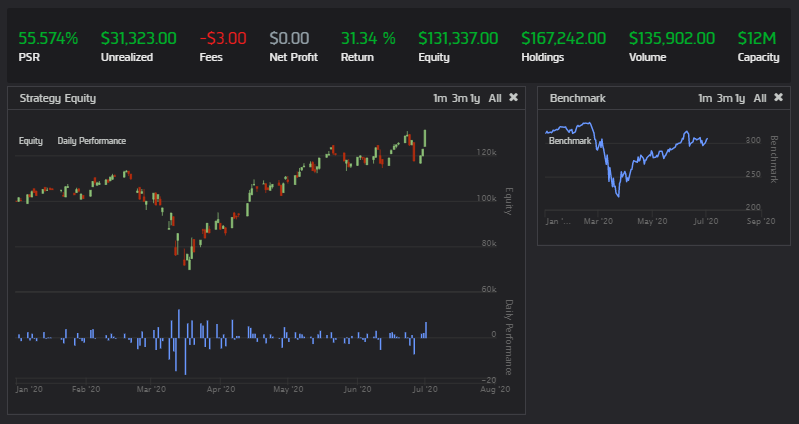 55.574% $31,323.00 -$3.00 $0.00 31.34 % $131,337.00 $167,242.00 $135,902.00 $12M
PSR Unrealized Fees Net Profit Return Equity Holdings Volume Capacity
Strategy Equity 1m 3m 1y All ✖
Equity Daily Performance
120k
100k
80k
60k
Equity
0
-20
Daily Performance
Jan '20 Feb '20 Mar '20 Apr '20 May '20 Jun '20 Jul '20 Aug '20
Benchmark 1m 3m 1y All ✖
Benchmark
300
250
200
Benchmark
Jan '... Mar '20 May '20 Jul '20 Sep '20